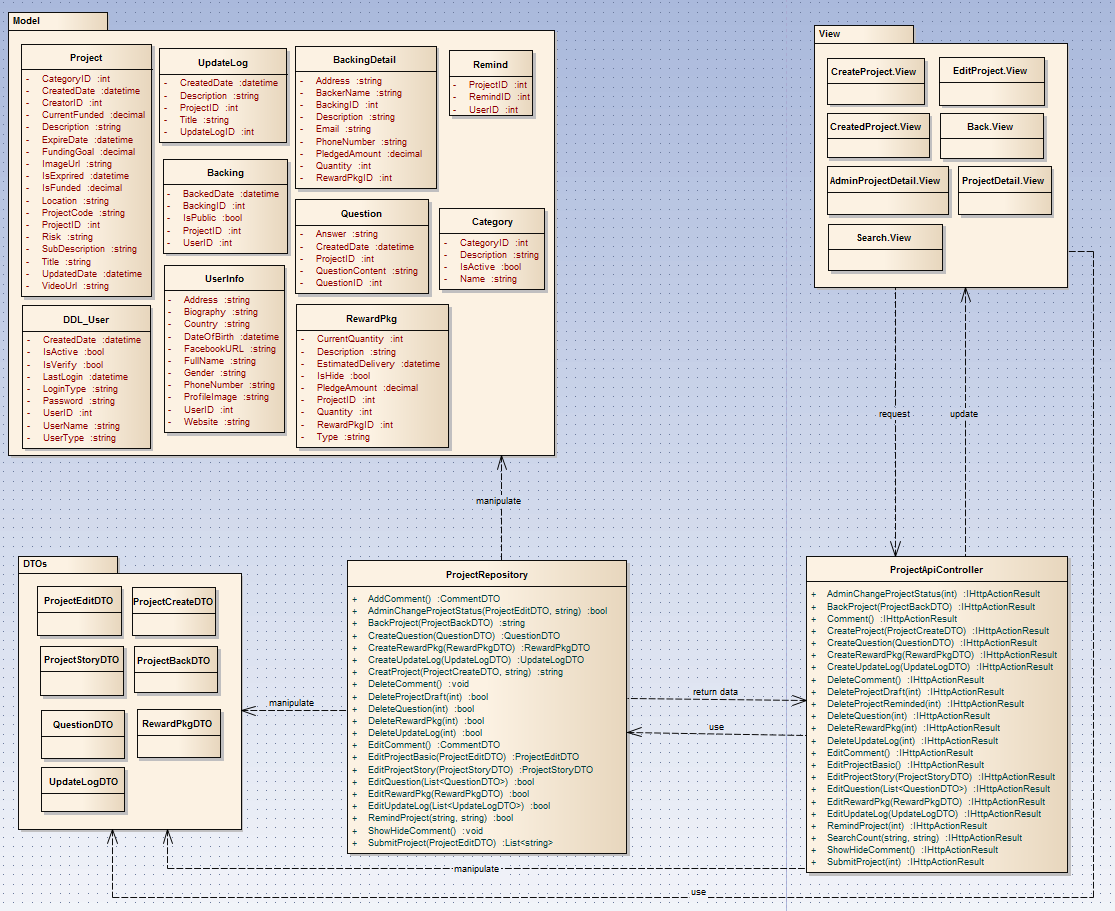 Model
Project
- CategoryID :int
- CreatedDate :datetime
- CreatorID :int
- CurrentFunded :decimal
- Description :string
- ExpireDate :datetime
- FundingGoal :decimal
- ImageUrl :string
- IsExprired :datetime
- IsFunded :decimal
- Location :string
- ProjectCode :string
- ProjectID :int
- Risk :string
- SubDescription :string
- Title :string
- UpdatedDate :datetime
- VideoUrl :string
UpdateLog
- CreatedDate :datetime
- Description :string
- ProjectID :int
- Title :string
- UpdateLogID :int
BackingDetail
- Address :string
- BackerName :string
- BackingID :int
- Description :string
- Email :string
- PhoneNumber :string
- PledgedAmount :decimal
- Quantity :int
- RewardPkgID :int
Remind
- ProjectID :int
- RemindID :int
- UserID :int
Backing
- BackedDate :datetime
- BackingID :int
- IsPublic :bool
- ProjectID :int
- UserID :int
Question
- Answer :string
- CreatedDate :datetime
- ProjectID :int
- QuestionContent :string
- QuestionID :int
Category
- CategoryID :int
- Description :string
- IsActive :bool
- Name :string
DDL_User
- CreatedDate :datetime
- IsActive :bool
- IsVerify :bool
- LastLogin :datetime
- LoginType :string
- Password :string
- UserID :int
- UserName :string
- UserType :string
UserInfo
- Address :string
- Biography :string
- Country :string
- DateOfBirth :datetime
- FacebookURL :string
- FullName :string
- Gender :string
- PhoneNumber :string
- ProfileImage :string
- UserID :int
- Website :string
RewardPkg
- CurrentQuantity :int
- Description :string
- EstimatedDelivery :datetime
- IsHide :bool
- PledgeAmount :decimal
- ProjectID :int
- Quantity :int
- RewardPkgID :int
- Type :string
View
CreateProject.View
EditProject.View
CreatedProject.View
Back.View
AdminProjectDetail.View
ProjectDetail.View
Search.View
request
update
manipulate
DTOs
ProjectEditDTO
ProjectCreateDTO
ProjectStoryDTO
ProjectBackDTO
QuestionDTO
RewardPkgDTO
UpdateLogDTO
manipulate
ProjectRepository
+ AddComment() :CommentDTO
+ AdminChangeProjectStatus(ProjectEditDTO, string) :bool
+ BackProject(ProjectBackDTO) :string
+ CreateQuestion(QuestionDTO) :QuestionDTO
+ CreateRewardPkg(RewardPkgDTO) :RewardPkgDTO
+ CreateUpdateLog(UpdateLogDTO) :UpdateLogDTO
+ CreatProject(ProjectCreateDTO, string) :string
+ DeleteComment() :void
+ DeleteProjectDraft(int) :bool
+ DeleteQuestion(int) :bool
+ DeleteRewardPkg(int) :bool
+ DeleteUpdateLog(int) :bool
+ EditComment() :CommentDTO
+ EditProjectBasic(ProjectEditDTO) :ProjectEditDTO
+ EditProjectStory(ProjectStoryDTO) :ProjectStoryDTO
+ EditQuestion(List<QuestionDTO>) :bool
+ EditRewardPkg(RewardPkgDTO) :bool
+ EditUpdateLog(List<UpdateLogDTO>) :bool
+ RemindProject(string, string) :bool
+ ShowHideComment() :void
+ SubmitProject(ProjectEditDTO) :List<string>
return data
use
ProjectApiController
+ AdminChangeProjectStatus(int) :IHttpActionResult
+ BackProject(ProjectBackDTO) :IHttpActionResult
+ Comment() :IHttpActionResult
+ CreateProject(ProjectCreateDTO) :IHttpActionResult
+ CreateQuestion(QuestionDTO) :IHttpActionResult
+ CreateRewardPkg(RewardPkgDTO) :IHttpActionResult
+ CreateUpdateLog(UpdateLogDTO) :IHttpActionResult
+ DeleteComment() :IHttpActionResult
+ DeleteProjectDraft(int) :IHttpActionResult
+ DeleteProjectReminded(int) :IHttpActionResult
+ DeleteQuestion(int) :IHttpActionResult
+ DeleteRewardPkg(int) :IHttpActionResult
+ DeleteUpdateLog(int) :IHttpActionResult
+ EditComment() :IHttpActionResult
+ EditProjectBasic() :IHttpActionResult
+ EditProjectStory(ProjectStoryDTO) :IHttpActionResult
+ EditQuestion(List<QuestionDTO>) :IHttpActionResult
+ EditRewardPkg(RewardPkgDTO) :IHttpActionResult
+ EditUpdateLog(UpdateLogDTO) :IHttpActionResult
+ RemindProject(int) :IHttpActionResult
+ SearchCount(string, string) :IHttpActionResult
+ ShowHideComment() :IHttpActionResult
+ SubmitProject(int) :IHttpActionResult
manipulate
use